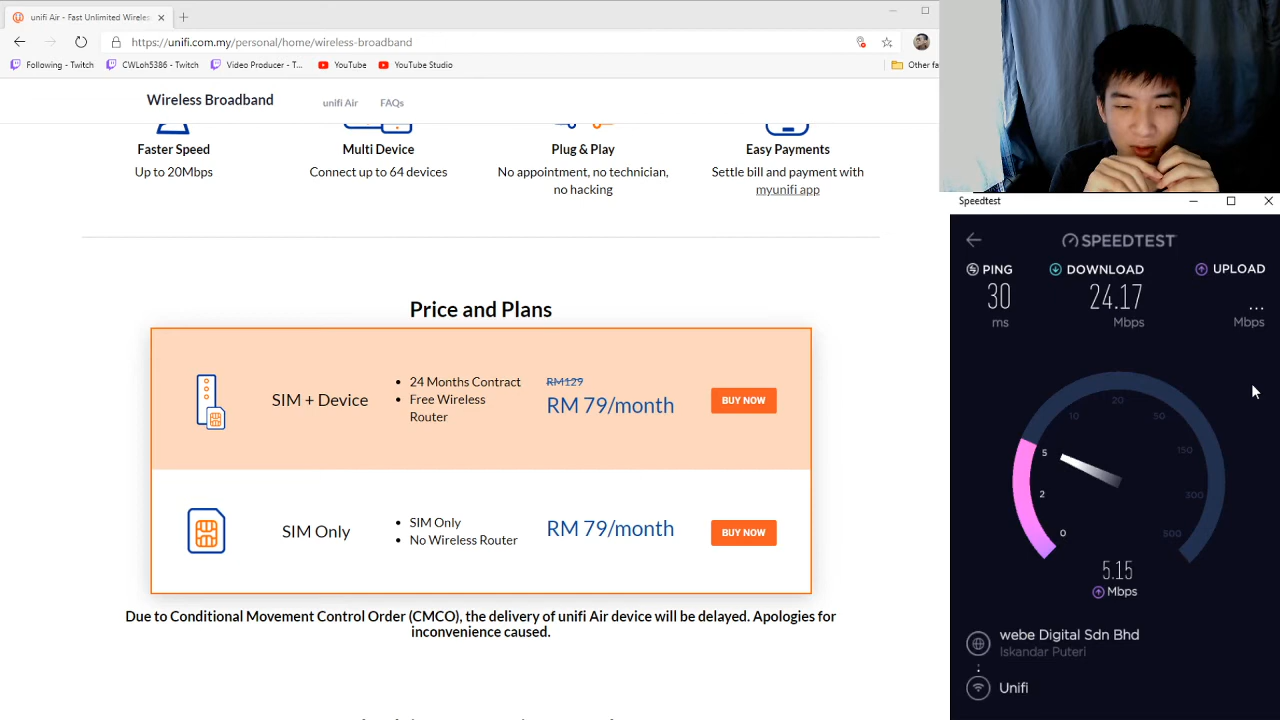 unifi Air - Fast Unlimited Wireles
https://unifi.com.my/personal/home/wireless-broadband
Following - Twitch
CWLoh5386 - Twitch
Video Producer - T...
YouTube
YouTube Studio
Other fa
Wireless Broadband
unifi Air
FAQs
Faster Speed
Up to 20Mbps
Multi Device
Connect up to 64 devices
Plug & Play
No appointment, no technician,
no hacking
Easy Payments
Settle bill and payment with
myunifi app
Price and Plans
SIM + Device
24 Months Contract
Free Wireless
Router
RM129
RM 79/month
BUY NOW
SIM Only
SIM Only
No Wireless Router
RM 79/month
BUY NOW
Due to Conditional Movement Control Order (CMCO), the delivery of unifi Air device will be delayed. Apologies for
inconvenience caused.
Speedtest
SPEEDTEST
PING
30
ms
DOWNLOAD
24.17
Mbps
UPLOAD
...
Mbps
0
2
5
10
20
50
150
300
500
5.15
Mbps
webe Digital Sdn Bhd
Iskandar Puteri
Unifi